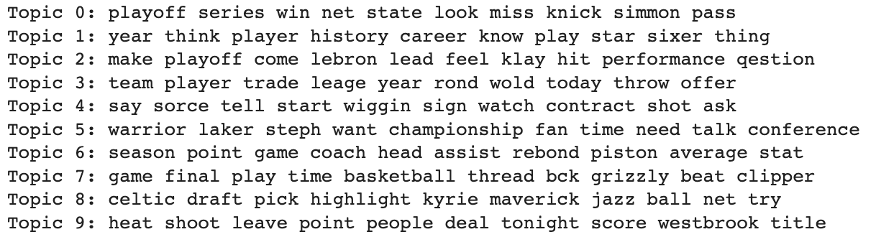 Topic 0: playoff series win net state look miss knick simmon pass
Topic 1: year think player history career know play star sixer thing
Topic 2: make playoff come lebron lead feel klay hit performance qestion
Topic 3: team player trade leage year rond wold today throw offer
Topic 4: say sorce tell start wiggin sign watch contract shot ask
Topic 5: warrior laker steph want championship fan time need talk conference
Topic 6: season point game coach head assist rebond piston average stat
Topic 7: game final play time basketball thread bck grizzly beat clipper
Topic 8: celtic draft pick highlight kyrie maverick jazz ball net try
Topic 9: heat shoot leave point people deal tonight score westbrook title